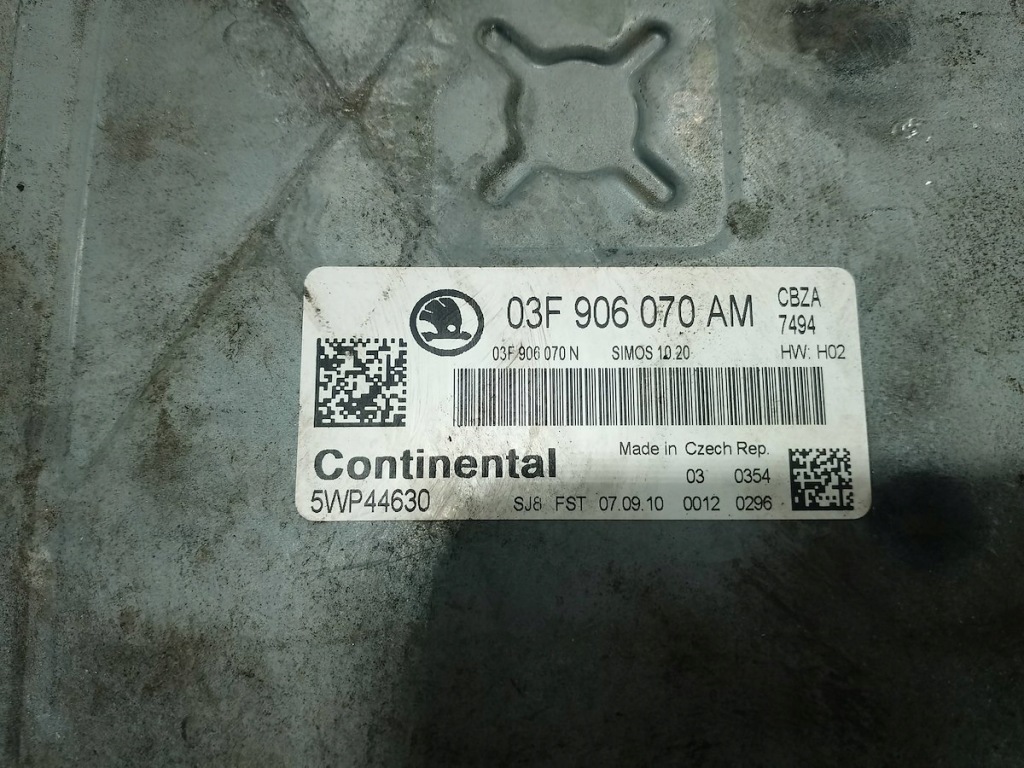 03F 906 070 AM
CBZA
7494
03F 906 070 N SIMOS 10.20 HW: H02
Continental
Made in Czech Rep.
03 0354
5WP44630
SJ8 FST 07.09.10 0012 0296